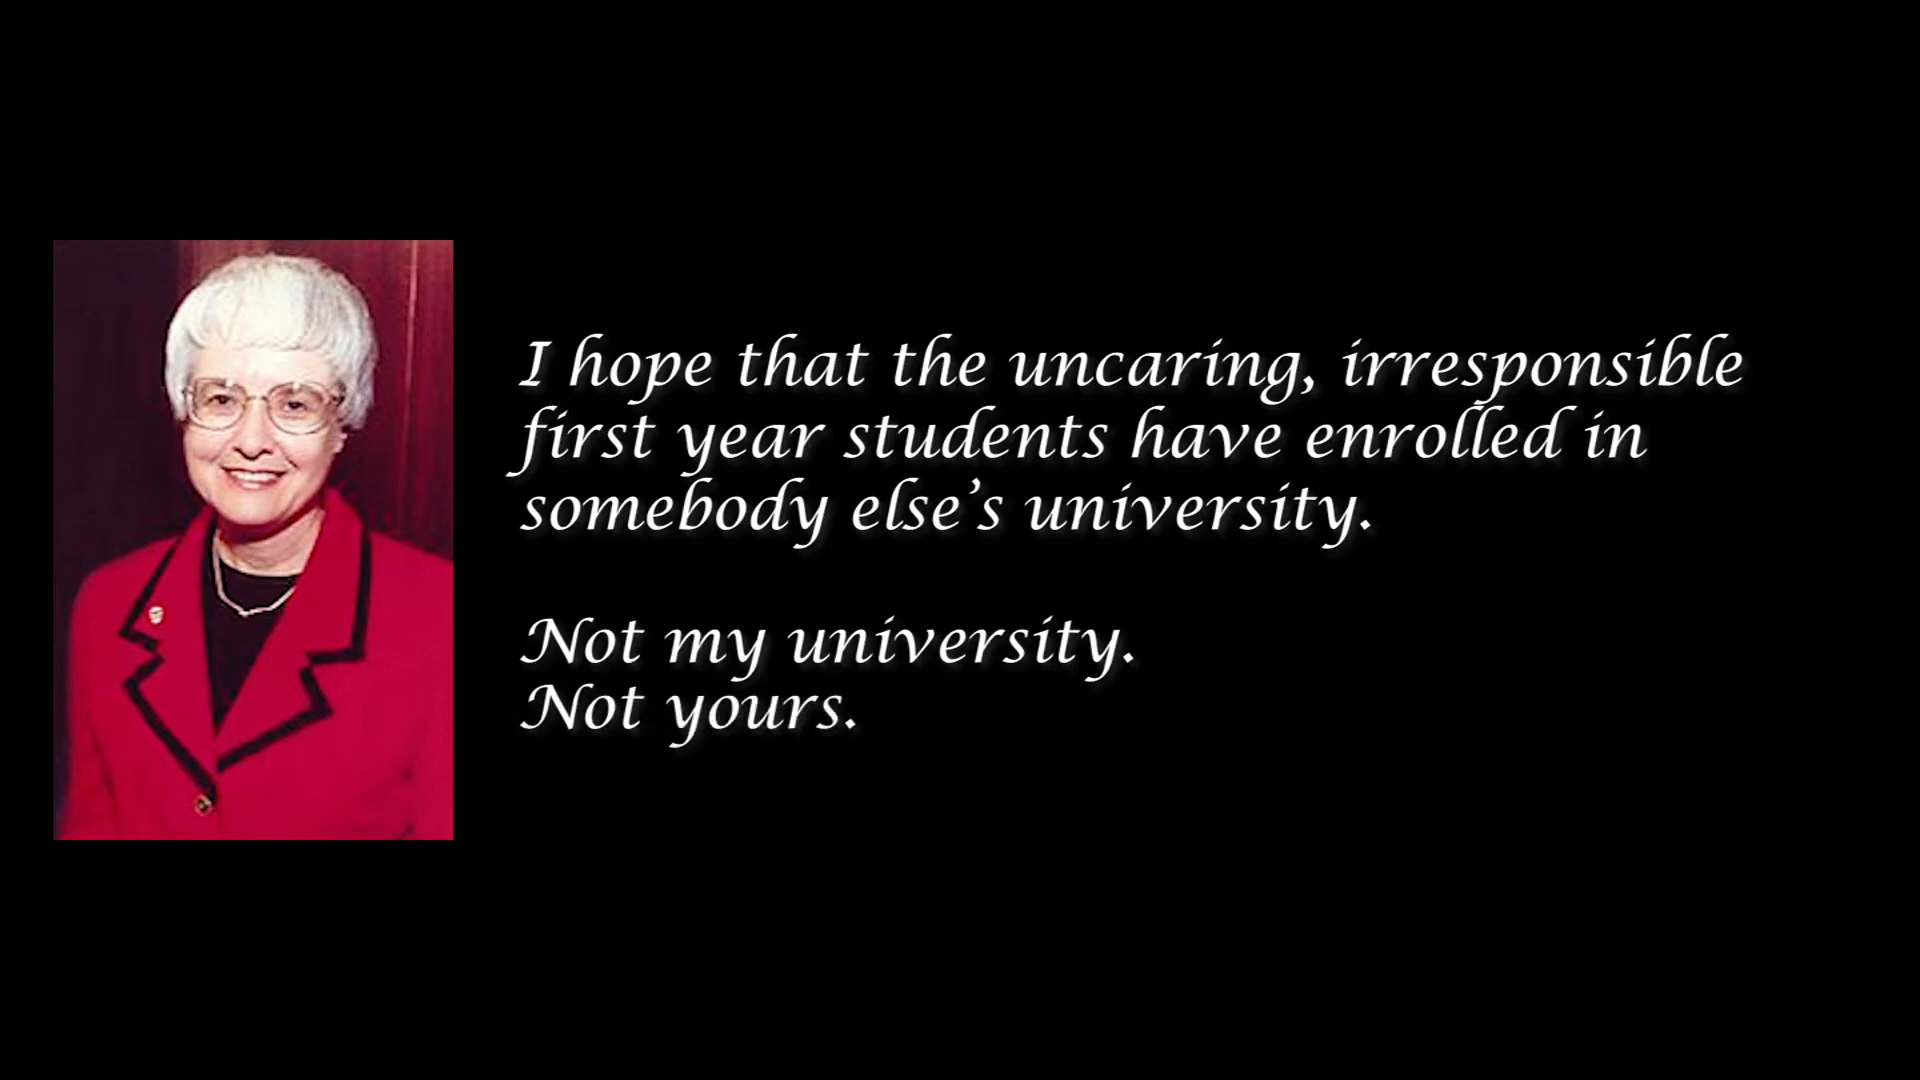 I hope that the uncaring, irresponsible
first year students have enrolled in
somebody else’s university.
Not my university.
Not yours.